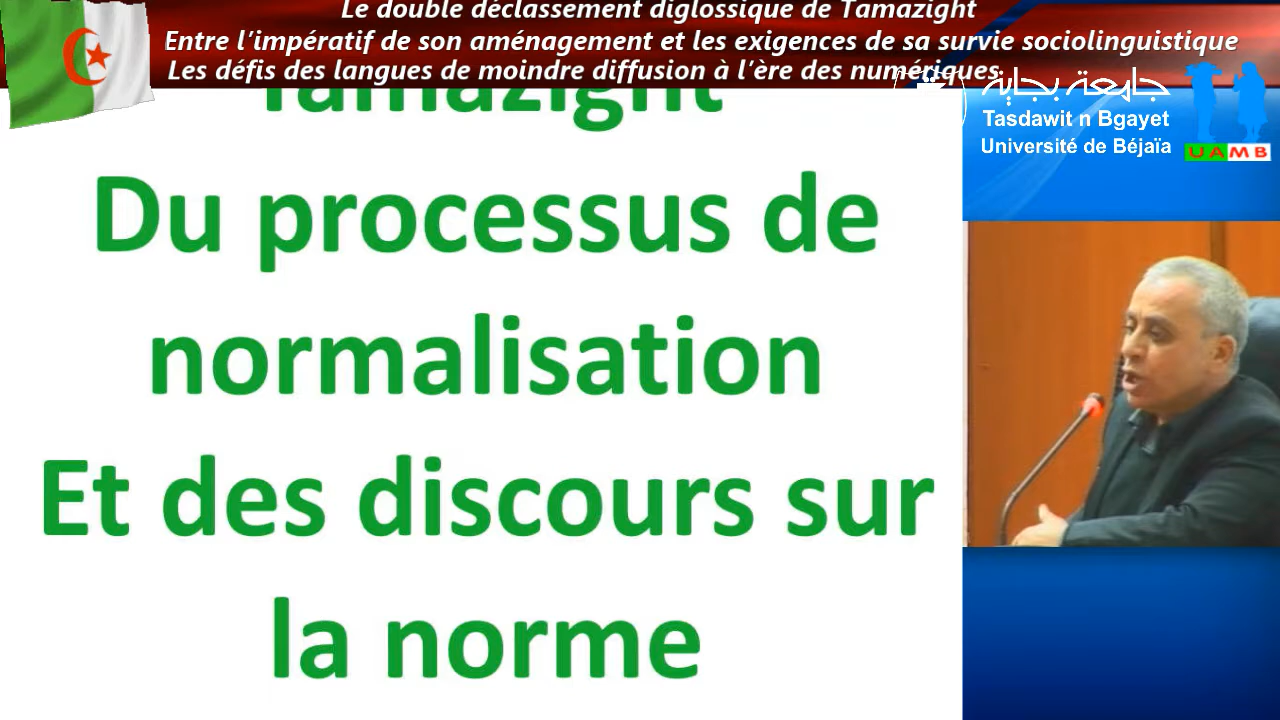 Le double déclassement diglossique de Tamazight
Entre l'impératif de son aménagement et les exigences de sa survie sociolinguistique
Les défis des langues de moindre diffusion à l'ère des numériques
Tamazight
Du processus de
normalisation
Et des discours sur
la norme
جامعة بجاية
Tasdawit n Bgayet
Université de Béjaïa
UAMB